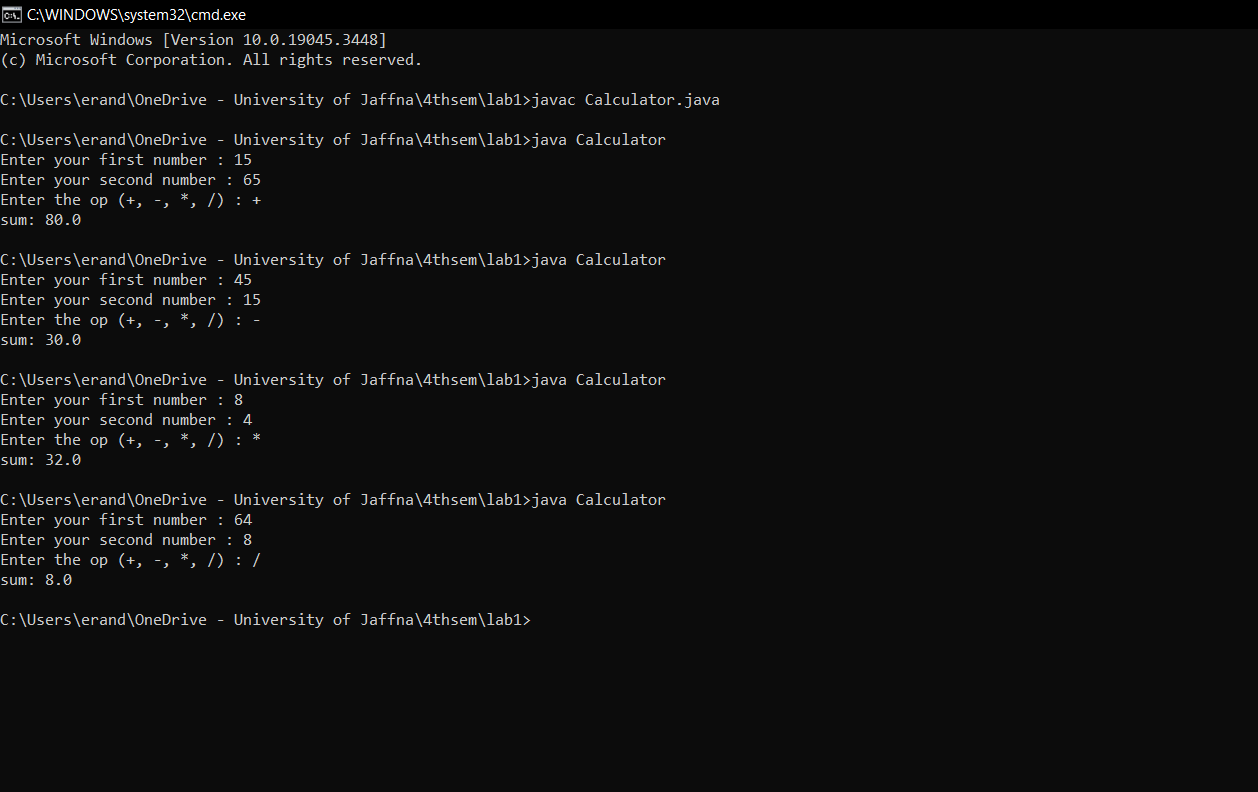 C:\WINDOWS\system32\cmd.exe
Microsoft Windows [Version 10.0.19045.3448]
(c) Microsoft Corporation. All rights reserved.
C:\Users\erand\OneDrive - University of Jaffna\4thsem\lab1>javac Calculator.java
C:\Users\erand\OneDrive - University of Jaffna\4thsem\lab1>java Calculator
Enter your first number : 15
Enter your second number : 65
Enter the op (+, -, *, /) : +
sum: 80.0
C:\Users\erand\OneDrive - University of Jaffna\4thsem\lab1>java Calculator
Enter your first number : 45
Enter your second number : 15
Enter the op (+, -, *, /) : -
sum: 30.0
C:\Users\erand\OneDrive - University of Jaffna\4thsem\lab1>java Calculator
Enter your first number : 8
Enter your second number : 4
Enter the op (+, -, *, /) : *
sum: 32.0
C:\Users\erand\OneDrive - University of Jaffna\4thsem\lab1>java Calculator
Enter your first number : 64
Enter your second number : 8
Enter the op (+, -, *, /) : /
sum: 8.0
C:\Users\erand\OneDrive - University of Jaffna\4thsem\lab1>